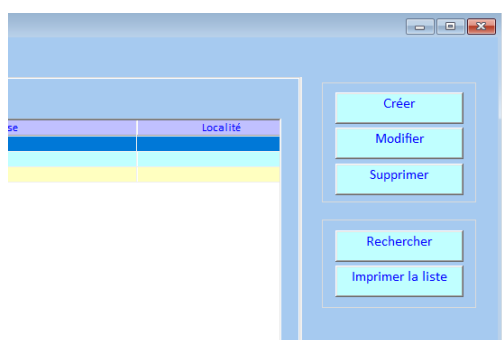 Créer
se
Localité
Modifier
Supprimer
Rechercher
Imprimer la liste